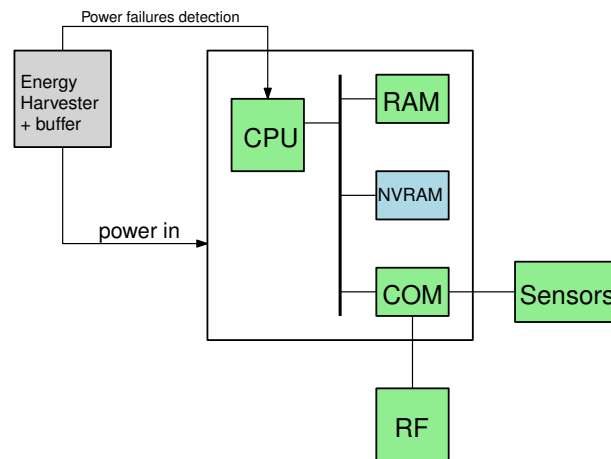 Power failures detection
Energy
Harvester
+ buffer
CPU
RAM
NVRAM
power in
COM
Sensors
RF